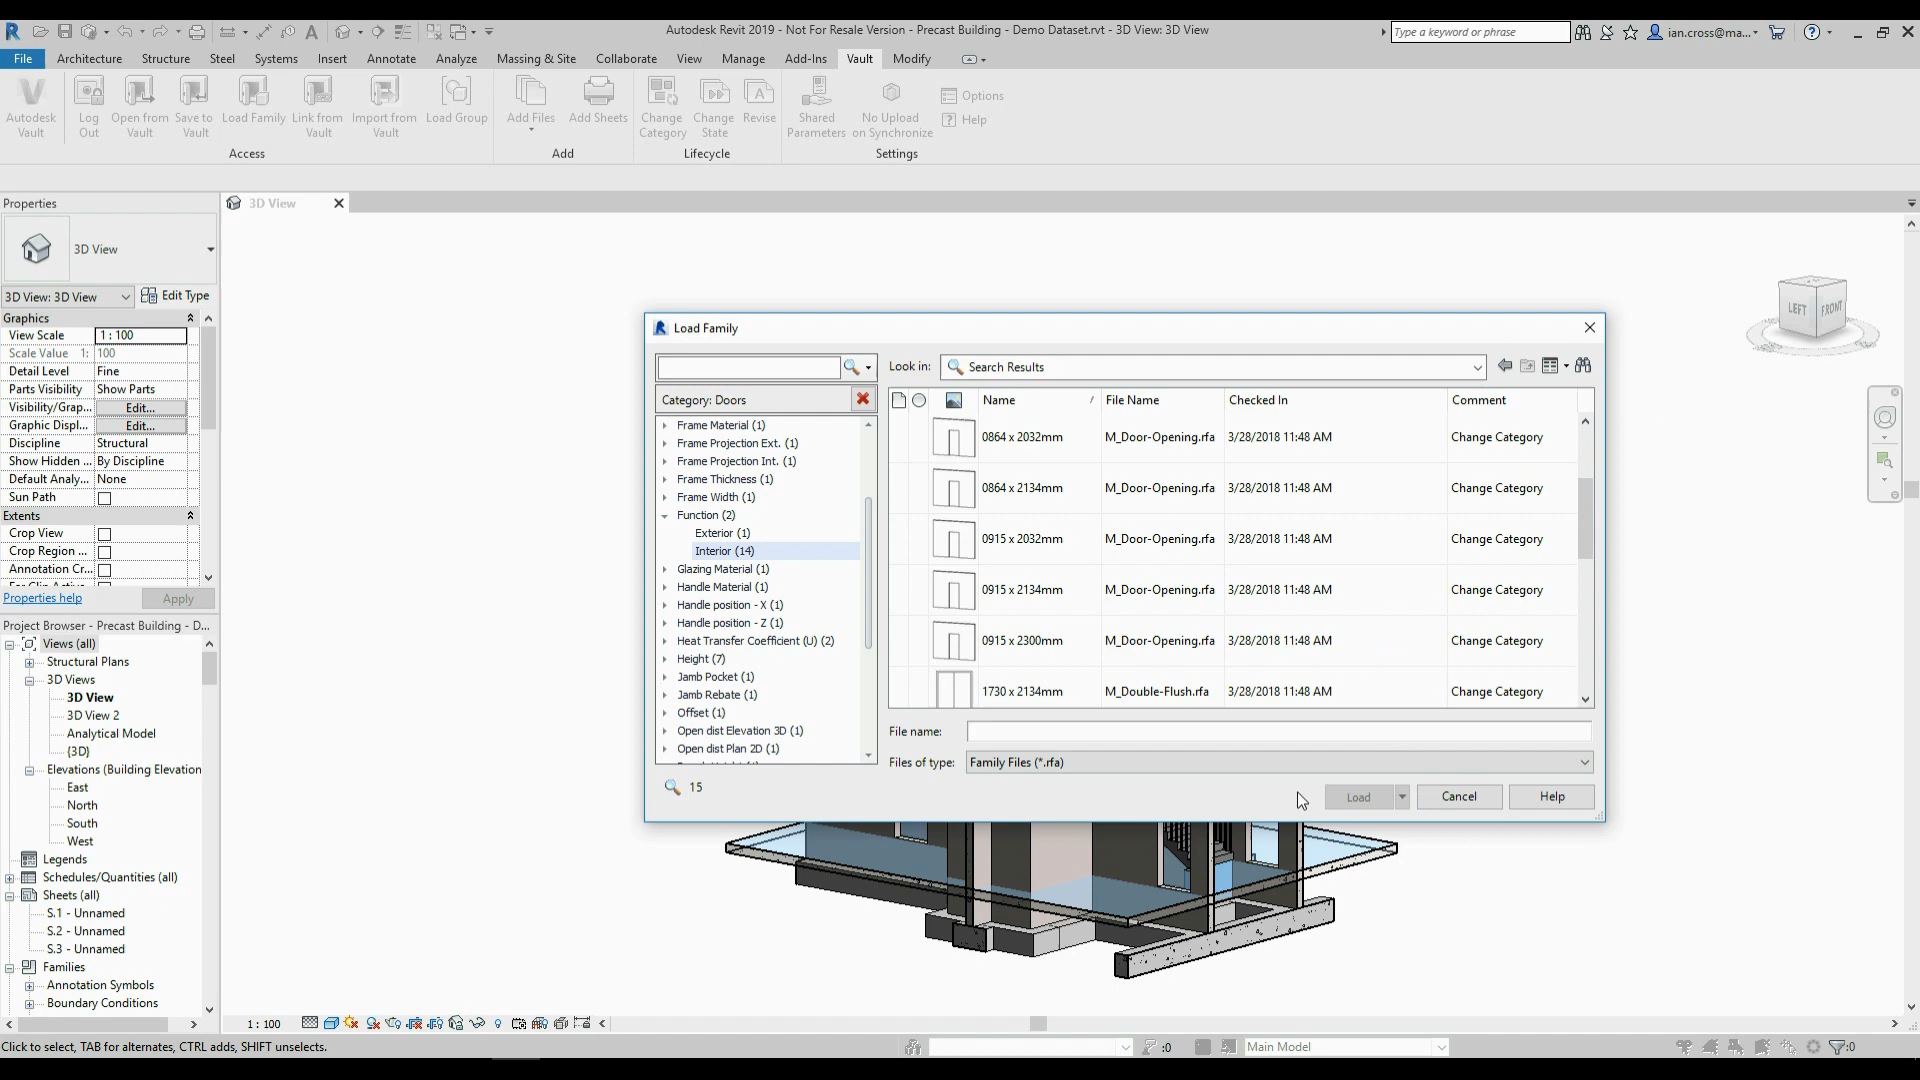 Autodesk Revit 2019 - Not For Resale Version - Precast Building - Demo Dataset.rvt - 3D View: 3D View
Type a keyword or phrase
ian.cross@ma...
File Architecture Structure Steel Systems Insert Annotate Analyze Massing & Site Collaborate View Manage Add-Ins Vault Modify
Autodesk Vault
Log Out
Open from Vault
Save to Vault
Load Family
Link from Vault
Import from Vault
Load Group
Add Files
Add Sheets
Change Category
Change State
Revise
Shared Parameters
No Upload on Synchronize
Options
Help
Access
Add
Lifecycle
Settings
Properties
3D View
3D View
3D View: 3D View
Edit Type
Graphics
View Scale 1 : 100
Scale Value 1: 100
Detail Level Fine
Parts Visibility Show Parts
Visibility/Grap... Edit...
Graphic Displ... Edit...
Discipline Structural
Show Hidden ... By Discipline
Default Analy... None
Sun Path
Extents
Crop View
Crop Region ...
Annotation Cr...
Properties help
Apply
Project Browser - Precast Building - D...
Views (all)
Structural Plans
3D Views
3D View
3D View 2
Analytical Model
{3D}
Elevations (Building Elevation
East
North
South
West
Legends
Schedules/Quantities (all)
Sheets (all)
S.1 - Unnamed
S.2 - Unnamed
S.3 - Unnamed
Families
Annotation Symbols
Boundary Conditions
LEFT FRONT
Load Family
Look in: Search Results
Category: Doors
Frame Material (1)
Frame Projection Ext. (1)
Frame Projection Int. (1)
Frame Thickness (1)
Frame Width (1)
Function (2)
Exterior (1)
Interior (14)
Glazing Material (1)
Handle Material (1)
Handle position - X (1)
Handle position - Z (1)
Heat Transfer Coefficient (U) (2)
Height (7)
Jamb Pocket (1)
Jamb Rebate (1)
Offset (1)
Open dist Elevation 3D (1)
Open dist Plan 2D (1)
15
Name File Name Checked In Comment
0864 x 2032mm M_Door-Opening.rfa 3/28/2018 11:48 AM Change Category
0864 x 2134mm M_Door-Opening.rfa 3/28/2018 11:48 AM Change Category
0915 x 2032mm M_Door-Opening.rfa 3/28/2018 11:48 AM Change Category
0915 x 2134mm M_Door-Opening.rfa 3/28/2018 11:48 AM Change Category
0915 x 2300mm M_Door-Opening.rfa 3/28/2018 11:48 AM Change Category
1730 x 2134mm M_Double-Flush.rfa 3/28/2018 11:48 AM Change Category
File name:
Files of type: Family Files (*.rfa)
Load Cancel Help
1 : 100
Click to select, TAB for alternates, CTRL adds, SHIFT unselects.
:0
Main Model
:0